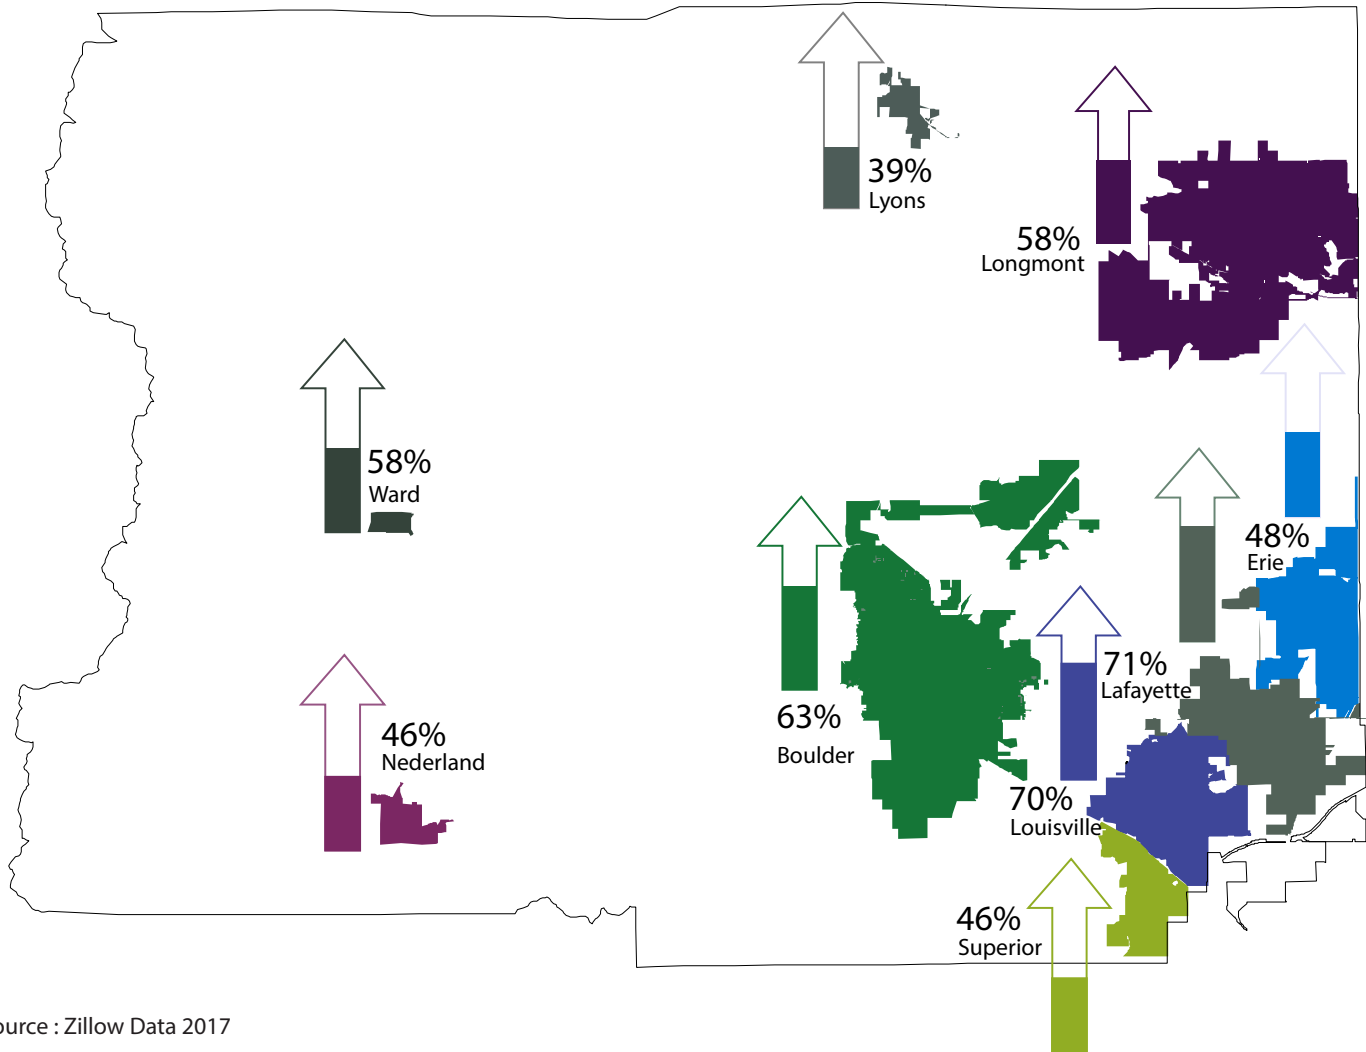 39%
Lyons
58%
Longmont
58%
Ward
48%
Erie
71%
Lafayette
63%
Boulder
46%
Nederland
70%
Louisville
46%
Superior
ource : Zillow Data 2017